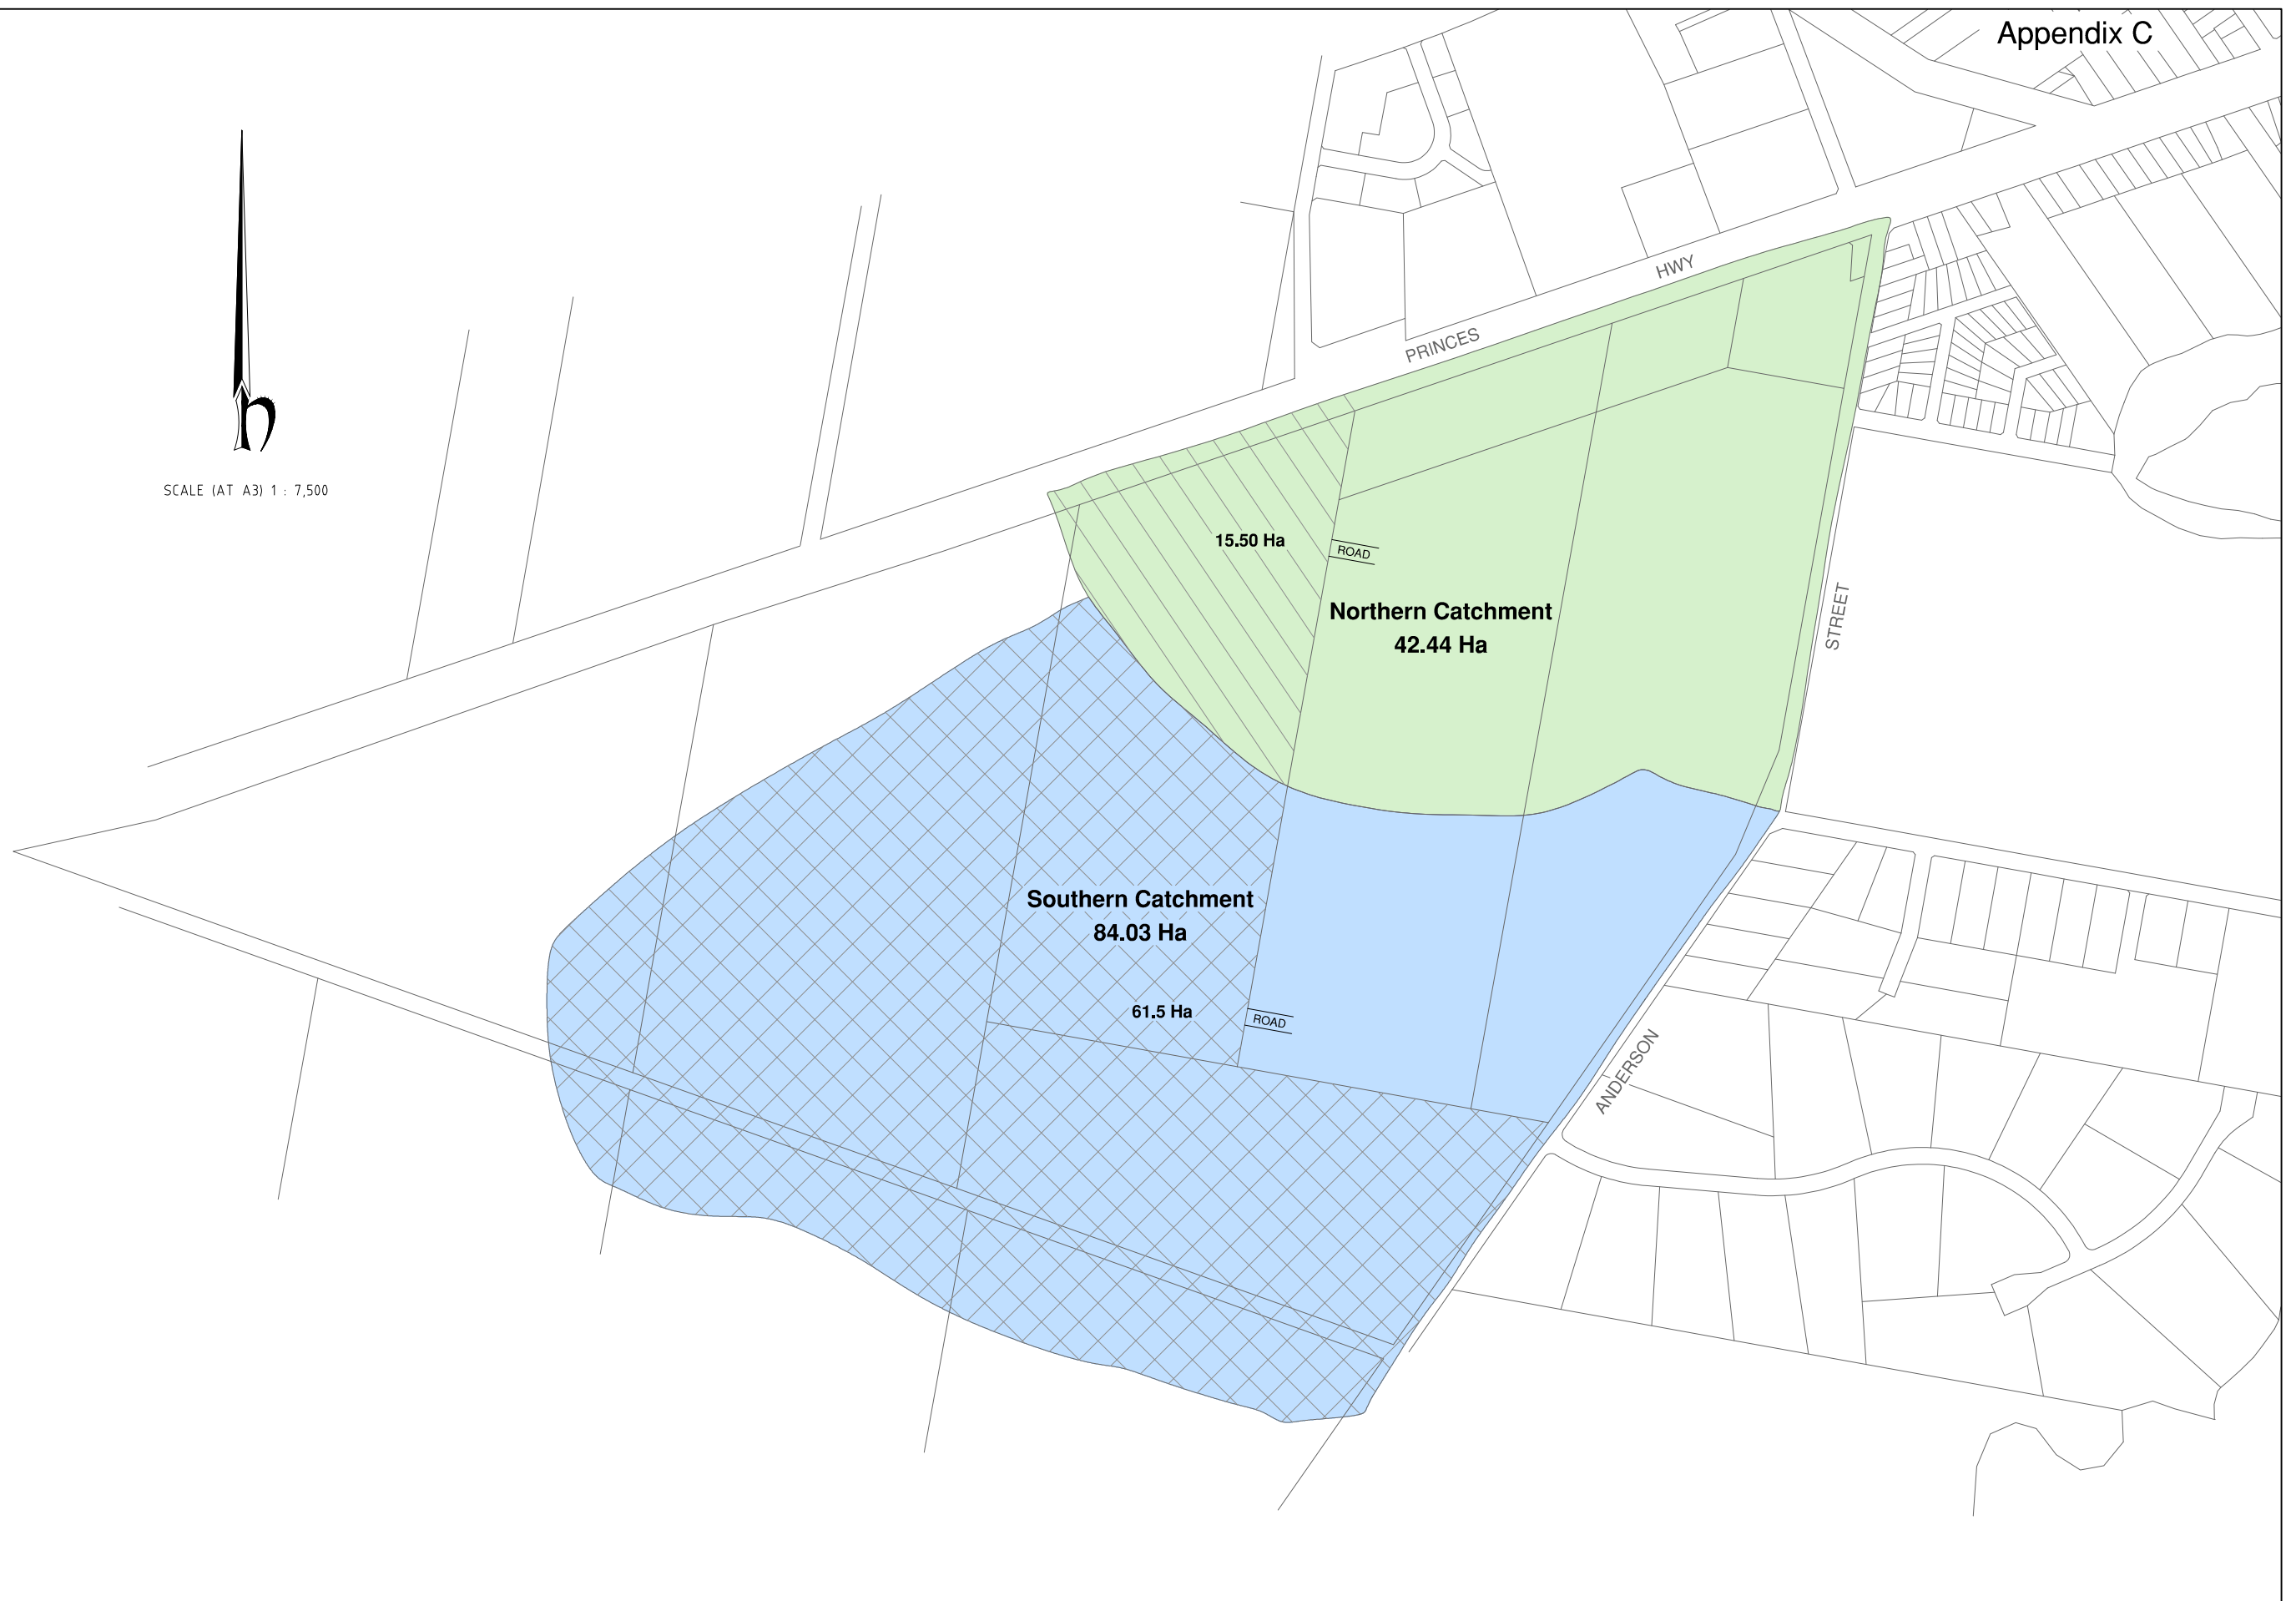 Appendix C
SCALE (AT A3) 1 : 7,500
HWY
PRINCES
15.50 Ha
ROAD
Northern Catchment
42.44 Ha
STREET
Southern Catchment
84.03 Ha
61.5 Ha
ROAD
ANDERSON